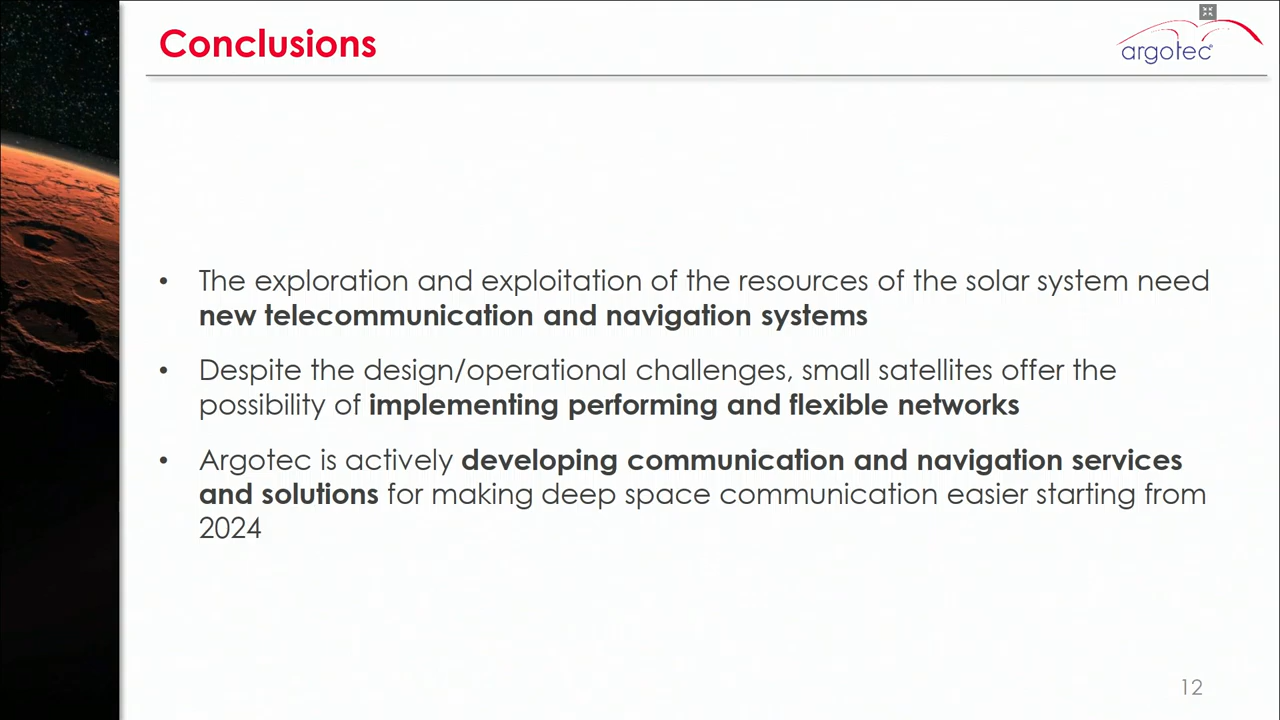 Conclusions
argotec
• The exploration and exploitation of the resources of the solar system need
new telecommunication and navigation systems
• Despite the design/operational challenges, small satellites offer the
possibility of implementing performing and flexible networks
• Argotec is actively developing communication and navigation services
and solutions for making deep space communication easier starting from
2024
12